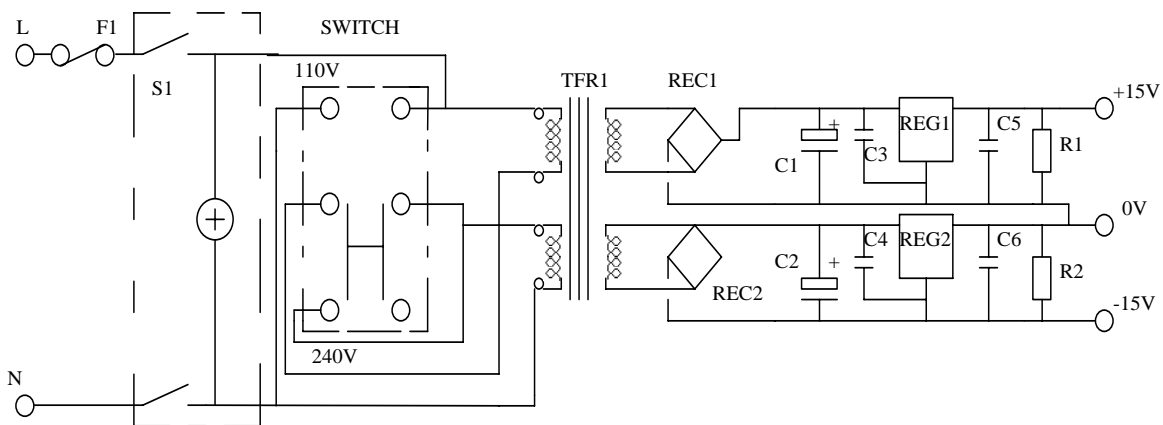 L
F1
SWITCH
S1
110V
TFR1
REC1
+15V
+
REG1
C5
R1
C1
C3
0V
C2
+
C4
REG2
C6
R2
REC2
-15V
240V
N